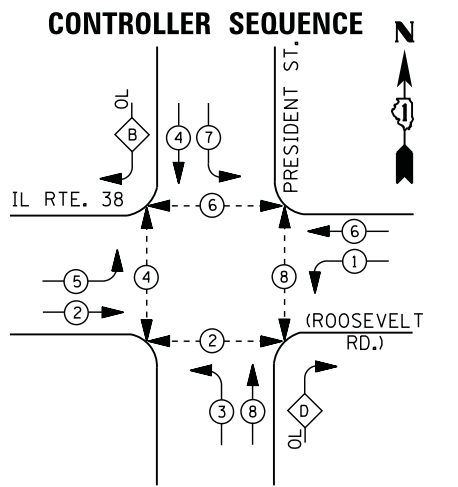 CONTROLLER SEQUENCE
N
PRESIDENT ST.
OL
B
4
7
1
IL RTE. 38
6
6
1
5
4
8
2
2
(ROOSEVELT
RD.)
3
8
D
OL